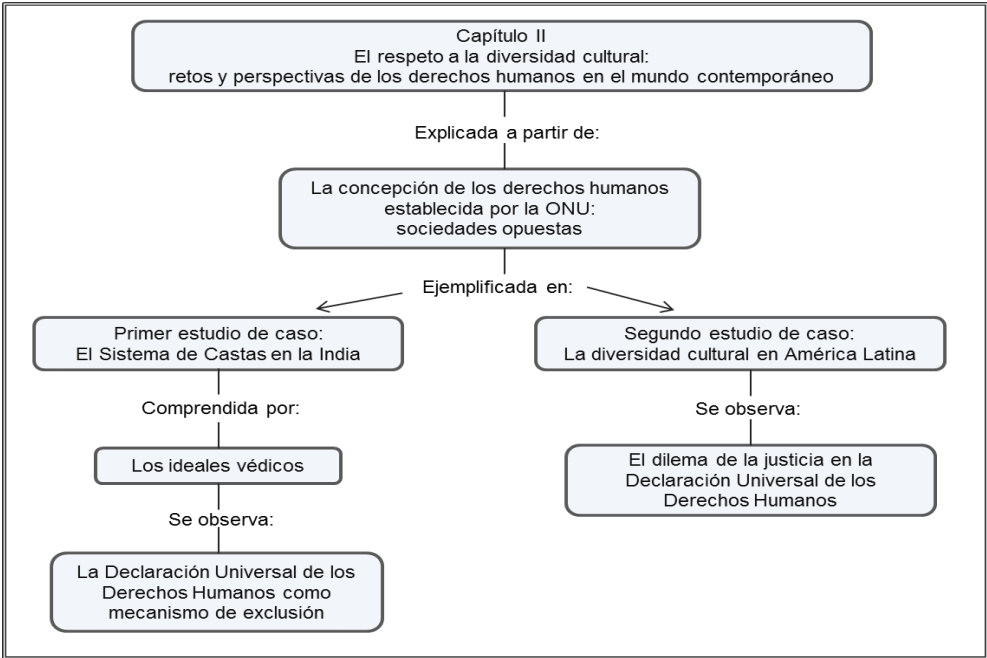 Capítulo II
El respeto a la diversidad cultural:
retos y perspectivas de los derechos humanos en el mundo contemporáneo
Explicada a partir de:
La concepción de los derechos humanos
establecida por la ONU:
sociedades opuestas
Ejemplificada en:
Primer estudio de caso:
El Sistema de Castas en la India
Comprendida por:
Los ideales védicos
Se observa:
La Declaración Universal de los
Derechos Humanos como
mecanismo de exclusión
Segundo estudio de caso:
La diversidad cultural en América Latina
Se observa:
El dilema de la justicia en la
Declaración Universal de los
Derechos Humanos